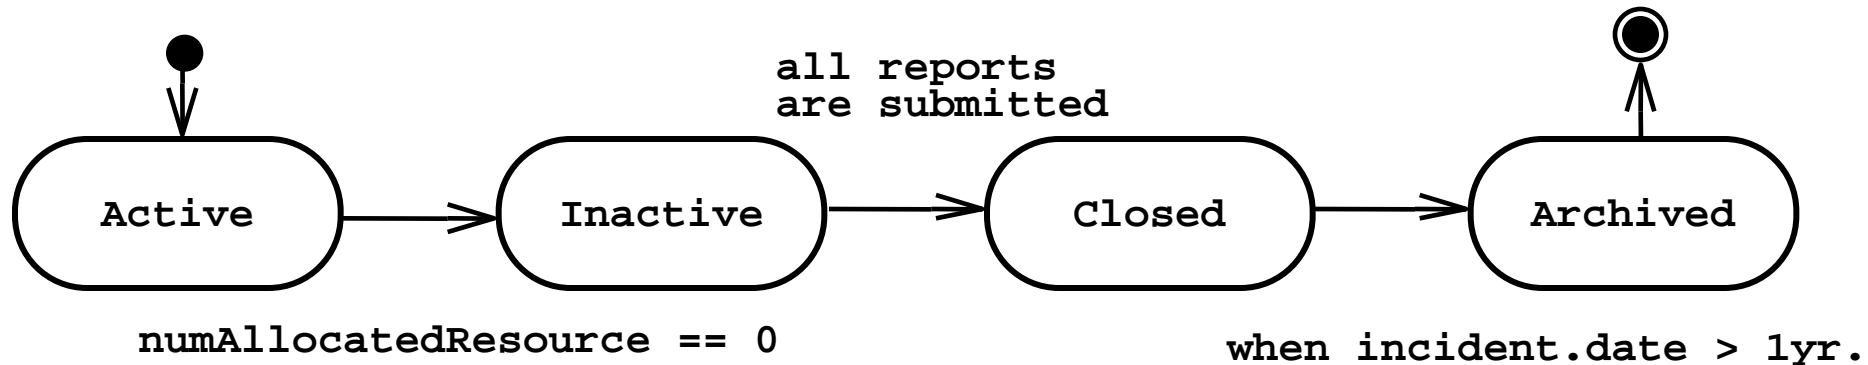 all reports
are submitted
Active
Inactive
Closed
Archived
numAllocatedResource == 0
when incident.date > 1yr.